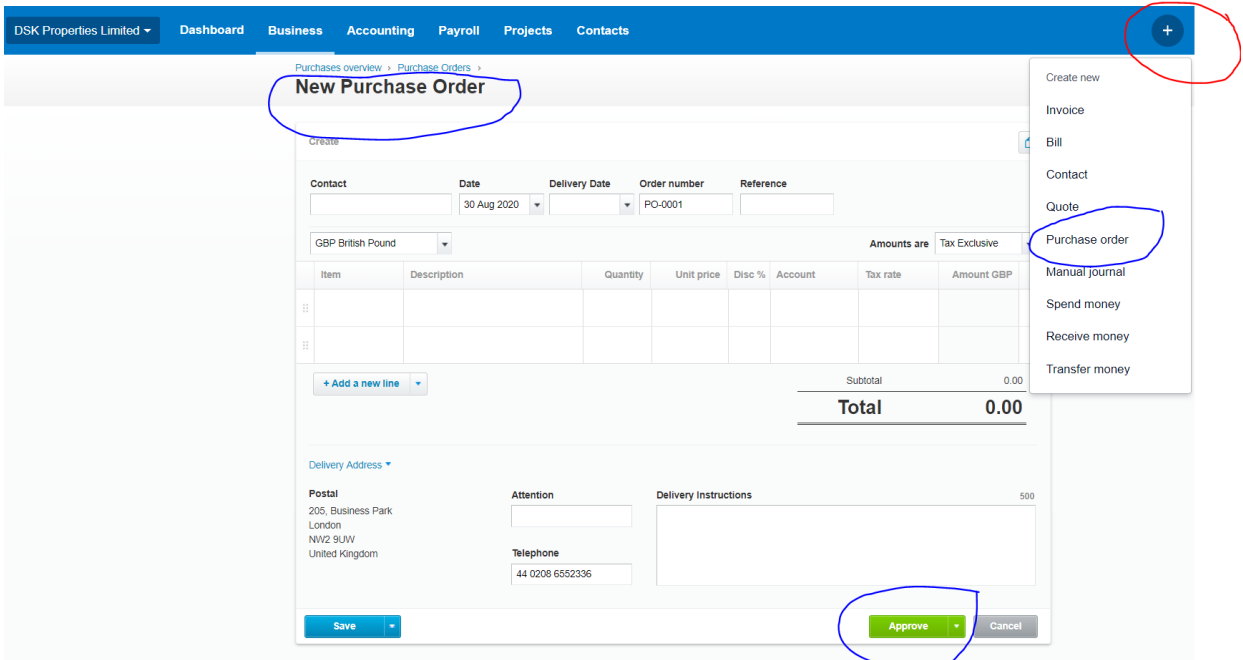 DSK Properties Limited Dashboard Business Accounting Payroll Projects Contacts +
Purchases overview › Purchase Orders ›
New Purchase Order
Create
Contact Date Delivery Date Order number Reference
30 Aug 2020 PO-0001
GBP British Pound Amounts are Tax Exclusive
Item Description Quantity Unit price Disc % Account Tax rate Amount GBP
+ Add a new line
Subtotal 0.00
Total 0.00
Delivery Address
Postal Attention Delivery Instructions 500
205, Business Park
London
NW2 9UW
United Kingdom
Telephone
44 0208 6552336
Save Approve Cancel
Create new
Invoice
Bill
Contact
Quote
Purchase order
Manual journal
Spend money
Receive money
Transfer money